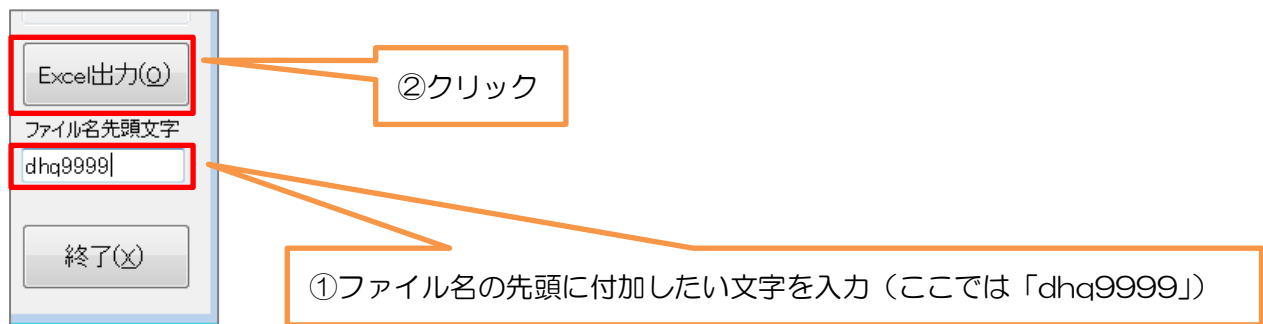 Excel出力(O)
②クリック
ファイル名先頭文字
dhq9999
終了(X)
①ファイル名の先頭に付加したい文字を入力（ここでは「dhq9999」）